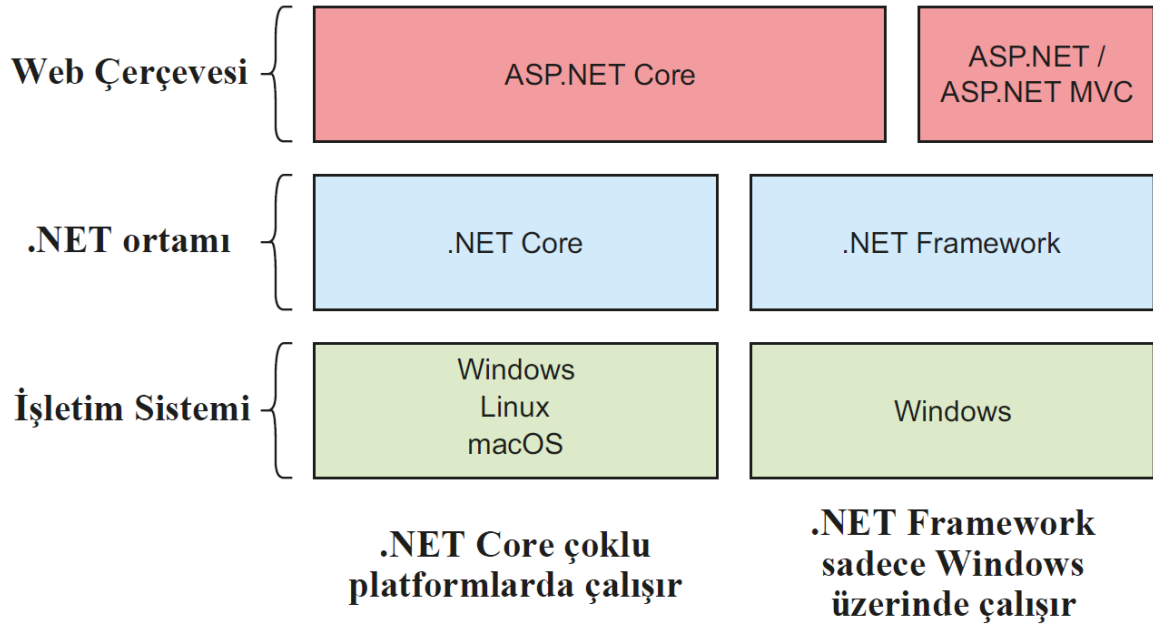 Web Çerçevesi
ASP.NET Core
ASP.NET /
ASP.NET MVC
.NET ortamı
.NET Core
.NET Framework
İşletim Sistemi
Windows
Linux
macOS
Windows
.NET Core çoklu
platformlarda çalışır
.NET Framework
sadece Windows
üzerinde çalışır